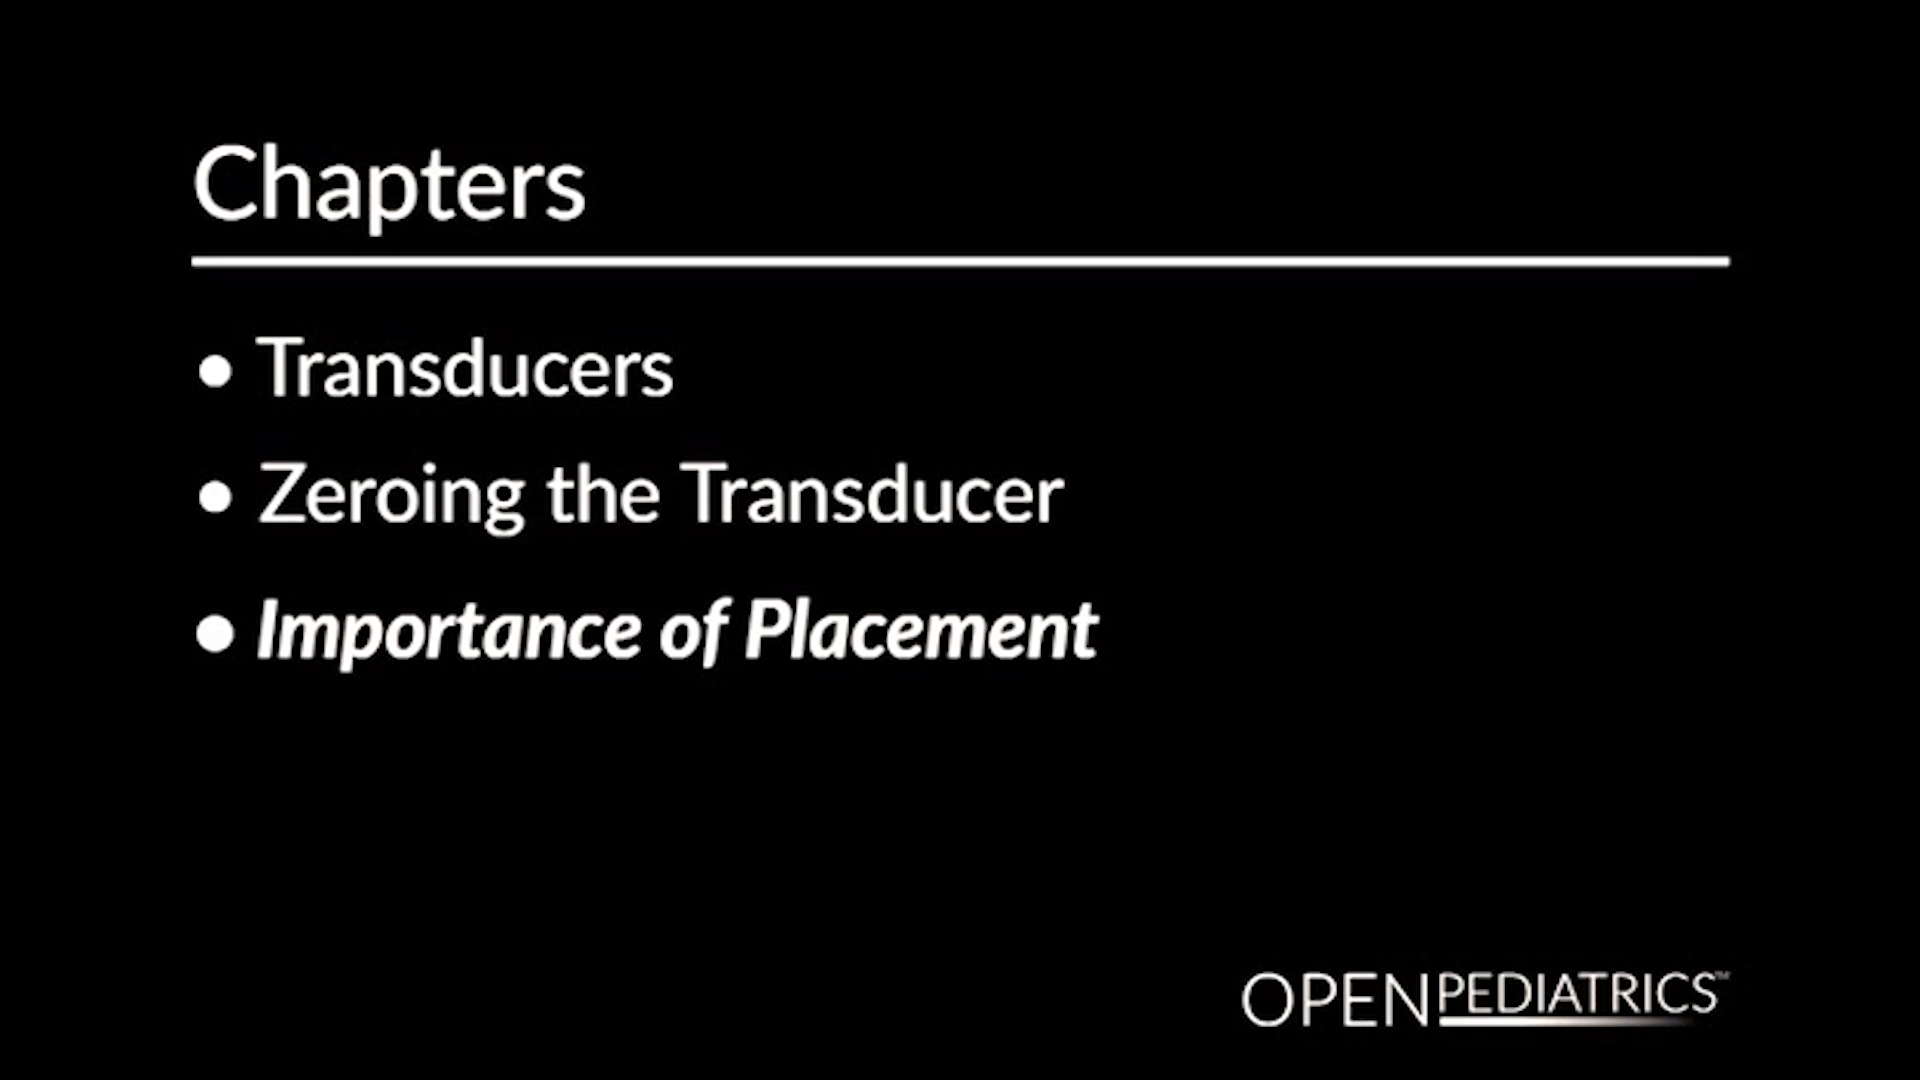 Chapters
• Transducers
• Zeroing the Transducer
• Importance of Placement
OPENPEDIATRICS™